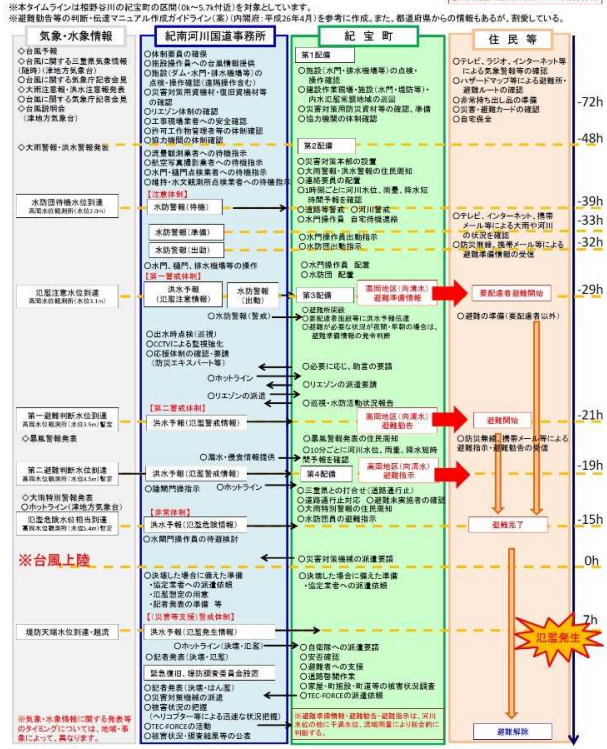 ※本タイムラインは相野谷川の紀宝町の区間(0k～5.7k付近)を対象としています。
※避難勧告等の判断・伝達マニュアル作成ガイドライン(案)(内閣府:平成26年4月)を参考に作成。また、都道府県からの情報もあるが、割愛している。
気象・水象情報
◇台風予報
◇台風に関する三重県気象情報
(随時)(津地方気象台)
◇台風に関する気象庁記者会見
◇大雨注意報・洪水注意報発表
◇台風に関する気象庁記者会見
◇台風説明会
(津地方気象台)
◇大雨警報・洪水警報発表
水防団待機水位到達
高岡水位観測所(水位2.0m)
氾濫注意水位到達
高岡水位観測所(水位3.1m)
第一避難判断水位到達
高岡水位観測所(水位3.5m)暫定
◇暴風警報発表
第二避難判断水位到達
高岡水位観測所(水位4.5m)暫定
◇大雨特別警報発表
○ホットライン(津地方気象台)
氾濫危険水位相当到達
高岡水位観測所(水位5.4m)暫定
※台風上陸
堤防天端水位到達・越流
※気象・水象情報に関する発表等
のタイミングについては、地域・事
象によって、異なります。
紀南河川国道事務所
○体制要員の確保
○施設操作員への台風情報提供
○施設(ダム・水門・排水機場等)の
点検・操作確認(遠隔操作含む)
○災害対策用資機材・復旧資機材等
の確認
○リエゾン体制の確認
○工事現場業者への安全確認
○許可工作物管理者等の体制確認
○協力機関の体制確認
○流量観測業者への待機指示
○航空写真撮影業者への待機指示
○水門・樋門点検業者への待機指示
○維持・水文観測所点検業者への待機指示
【注意体制】
水防警報(待機)
水防警報(準備)
水防警報(出動)
○水門、樋門、排水機場等の操作
【第一警戒体制】
洪水予報
(氾濫注意情報)
水防警報
(出動)
○水防警報(警戒)
○出水時点検(巡視)
○CCTVによる監視強化
○応援体制の確認・要請
(防災エキスパート等)
○ホットライン
○リエゾンの派遣
【第二警戒体制】
洪水予報(氾濫警戒情報)
○漏水・侵食情報提供
洪水予報(氾濫警戒情報)
○陸閘門操指示
○ホットライン
【非常体制】
洪水予報(氾濫危険情報)
○水閘門操作員の待避検討
○決壊した場合に備えた準備
・協定業者への派遣依頼
・氾濫想定の用意
・記者発表の準備 等
【(災害等支援)警戒体制】
洪水予報(氾濫発生情報)
○ホットライン(決壊・氾濫)
○記者発表(決壊・氾濫)
緊急復旧、堤防調査委員会設置
○記者発表(決壊・はん濫)
○災害対策機械の派遣
○被害状況の把握
(ヘリコプター等による迅速な状況把握)
○TEC-FORCEの活動
○被害状況・調査結果等の公表
紀宝町
第1配備
○施設(水門・排水機場等)の点検・
操作確認
○建設作業現場・施設(水門・堤防等)・
内水氾濫常襲地域の巡回
○災害対策用防災資材等の確認、準備
○協力機関の体制確認
第2配備
○災害対策本部の設置
○大雨警報・洪水警報の住民周知
○連絡要員の配置
○1時間ごとに河川水位、雨量、降水短
時間予報を確認
○道路等警戒 ○河川警戒
○水門操作員 自宅待機連絡
○水門操作員出動指示
○水防団出動指示
○水門操作員 配置
○水防団 配置
第3配備
高岡地区(向清水)
避難準備情報
○避難所開設
○要配慮者施設等に洪水予報伝達
○避難が必要な状況が夜間・早朝の場合は、
避難準備情報の発令判断
○必要に応じ、助言の要請
○リエゾンの派遣要請
○巡視・水防活動状況報告
高岡地区(向清水)
避難勧告
○暴風警報発表の住民周知
○10分ごとに河川水位、雨量、降水短時
間予報を確認
第4配備
高岡地区(向清水)
避難指示
○三重県との打合せ(道路通行止)
○道路通行止対応 ○避難未実施者の確認
○大雨特別警報の住民周知
○水防団員の避難指示
○災害対策機械の派遣要請
○決壊した場合に備えた準備
・協定業者への派遣依頼
○自衛隊への派遣要請
○安否確認
○避難者への支援
○道路啓開作業
○家屋・町施設・町道等の被害状況調査
○TEC-FORCEの派遣依頼
※避難準備情報・避難勧告・避難指示は、河川
水位の他に干満水位、流域雨量により総合的に
判断する。
住民等
○テレビ、ラジオ、インターネット等
による気象警報等の確認
○ハザードマップ等による避難所・
避難ルートの確認
○非常持ち出し品の準備
○災害・避難カードの確認
○自宅保全
○テレビ、インターネット、携帯
メール等による大雨や河川
の状況を確認
○防災無線、携帯メール等による
避難準備情報の受信
要配慮者避難開始
○避難の準備(要配慮者以外)
避難開始
○防災無線、携帯メール等による
避難指示・避難勧告の受信
避難完了
氾濫発生
避難解除
-72h
-48h
-39h
-33h
-32h
-29h
-21h
-19h
-15h
0h
7h